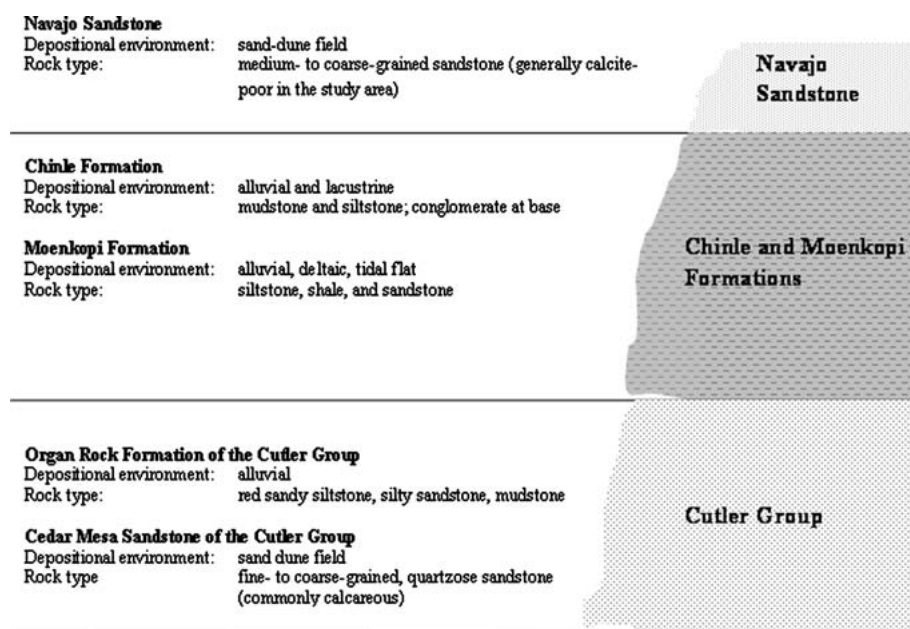 Navajo Sandstone
Depositional environment: sand-dune field
Rock type: medium- to coarse-grained sandstone (generally calcite-
poor in the study area)
Navajo
Sandstone
Chinle Formation
Depositional environment: alluvial and lacustrine
Rock type: mudstone and siltstone; conglomerate at base
Moenkopi Formation
Depositional environment: alluvial, deltaic, tidal flat
Rock type: siltstone, shale, and sandstone
Chinle and Moenkopi
Formations
Organ Rock Formation of the Cutler Group
Depositional environment: alluvial
Rock type: red sandy siltstone, silty sandstone, mudstone
Cedar Mesa Sandstone of the Cutler Group
Depositional environment: sand dune field
Rock type fine- to coarse-grained, quartzose sandstone
(commonly calcareous)
Cutler Group